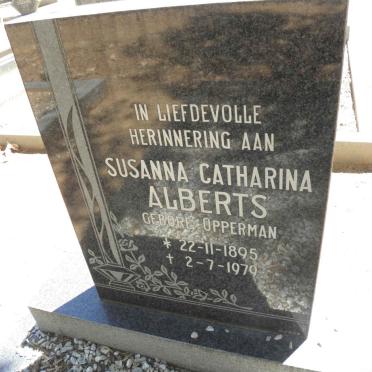 IN LIEFDEVOLLE
HERINNERING AAN
SUSANNA CATHARINA
ALBERTS
GEBORE OPPERMAN
* 22-11-1895
† 2-7-1979